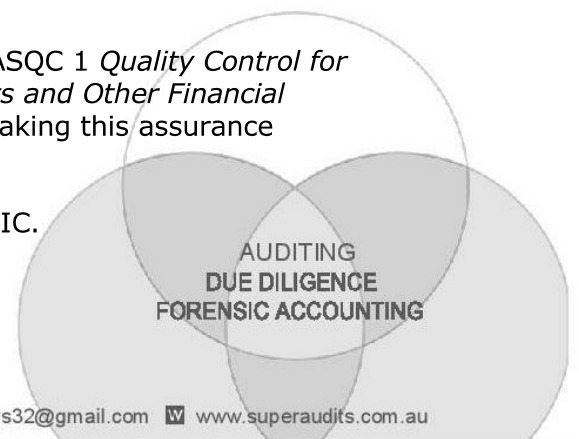 ASQC 1 Quality Control for
s and Other Financial
aking this assurance
IC.
AUDITING
DUE DILIGENCE
FORENSIC ACCOUNTING
s32@gmail.com W www.superaudits.com.au